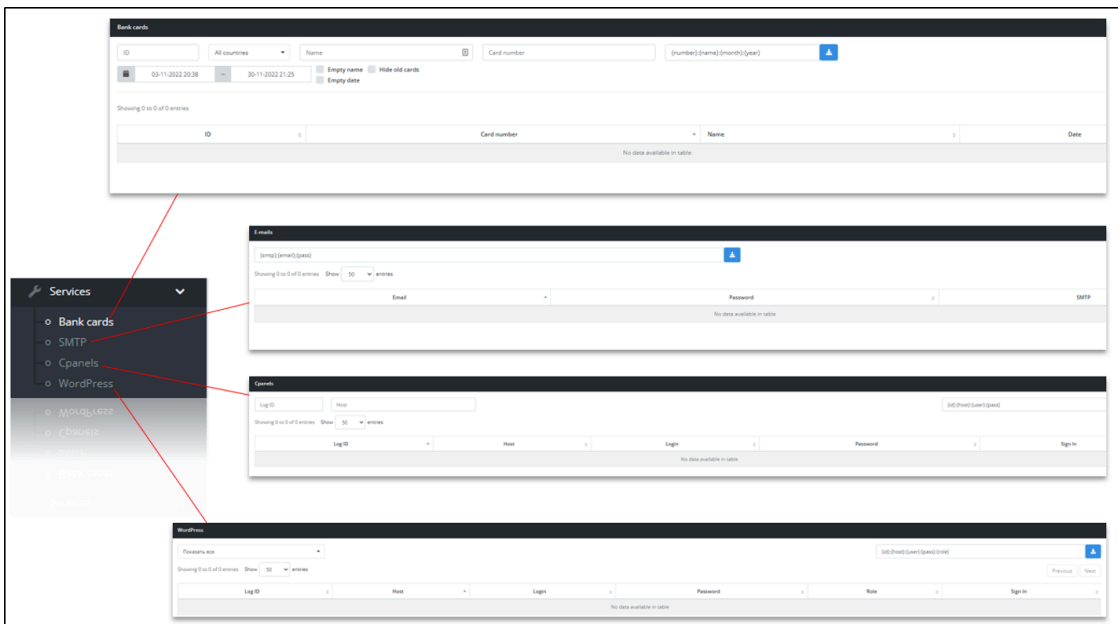 Bank cards
ID All countries Name Card number {number}:{name}:{month}:{year}
03-11-2022 20:38 – 30-11-2022 21:25 Empty name Hide old cards
Empty date
Showing 0 to 0 of 0 entries
ID Card number Name Date
No data available in table
E-mails
{smtp}:{email}:{pass}
Showing 0 to 0 of 0 entries Show 50 entries
Email Password SMTP
No data available in table
Services
Bank cards
SMTP
Cpanels
WordPress
Cpanels
Log ID Host {id}:{host}:{user}:{pass}
Showing 0 to 0 of 0 entries Show 50 entries
Log ID Host Login Password Sign In
No data available in table
WordPress
Показать все {id}:{host}:{user}:{pass}:{role}
Showing 0 to 0 of 0 entries Show 50 entries Previous Next
Log ID Host Login Password Role Sign In
No data available in table